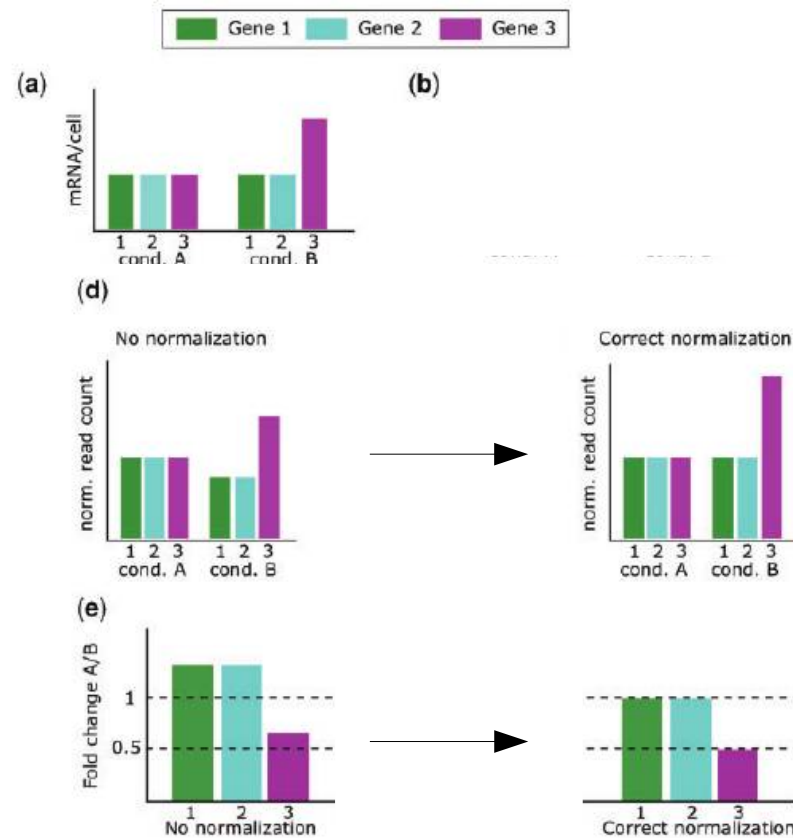 Gene 1 Gene 2 Gene 3
(a)
(b)
mRNA/cell
1 2 3 1 2 3
cond. A cond. B
(d)
No normalization
Correct normalization
norm. read count
1 2 3 1 2 3
cond. A cond. B
norm. read count
1 2 3 1 2 3
cond. A cond. B
(e)
Fold change A/B
1
0.5
1 2 3
No normalization
1 2 3
Correct normalization